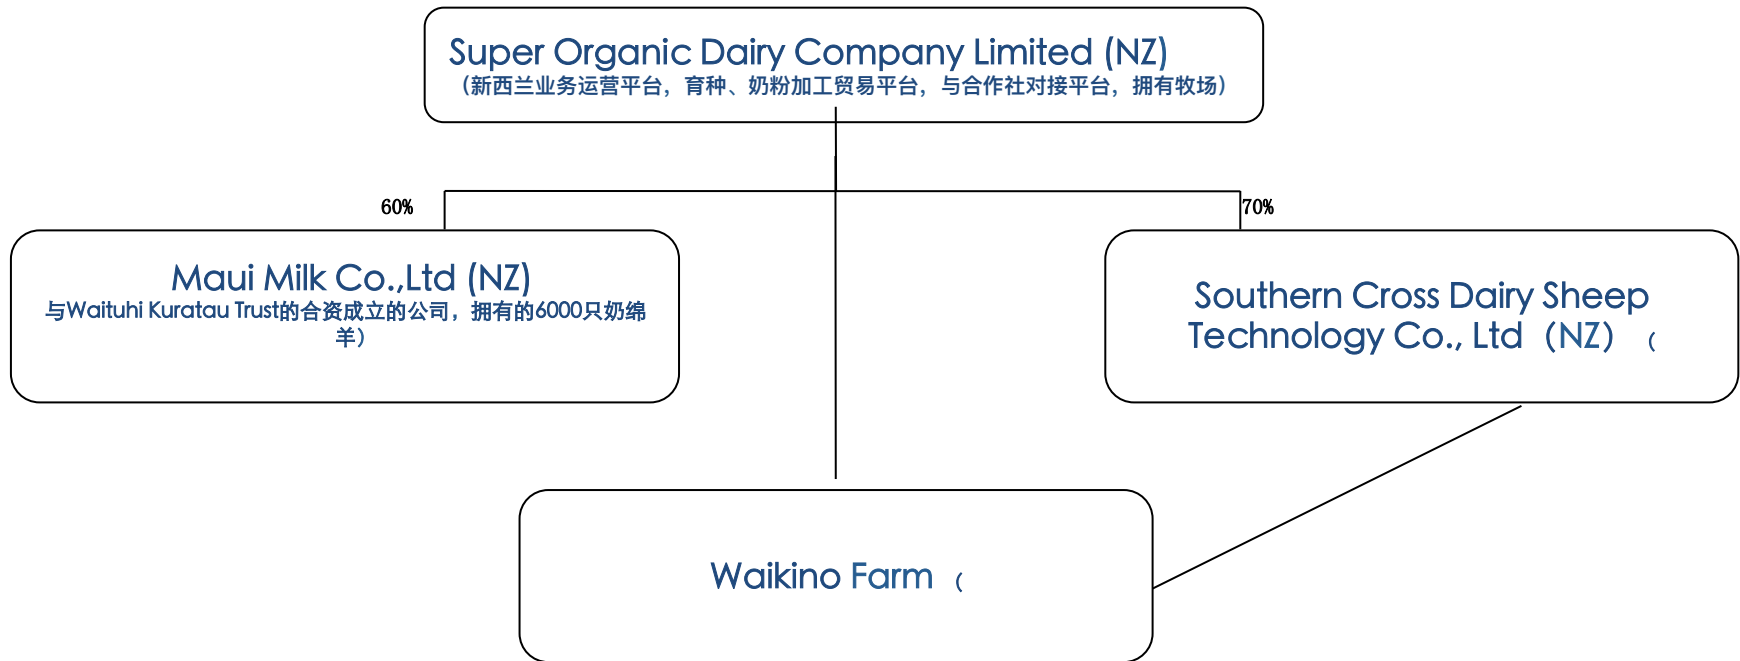 Super Organic Dairy Company Limited (NZ)
（新西兰业务运营平台，育种、奶粉加工贸易平台，与合作社对接平台，拥有牧场）
60%
70%
Maui Milk Co.,Ltd (NZ)
与Waituhi Kuratau Trust的合资成立的公司，拥有的6000只奶绵
羊）
Southern Cross Dairy Sheep
Technology Co., Ltd（NZ）（
Waikino Farm （